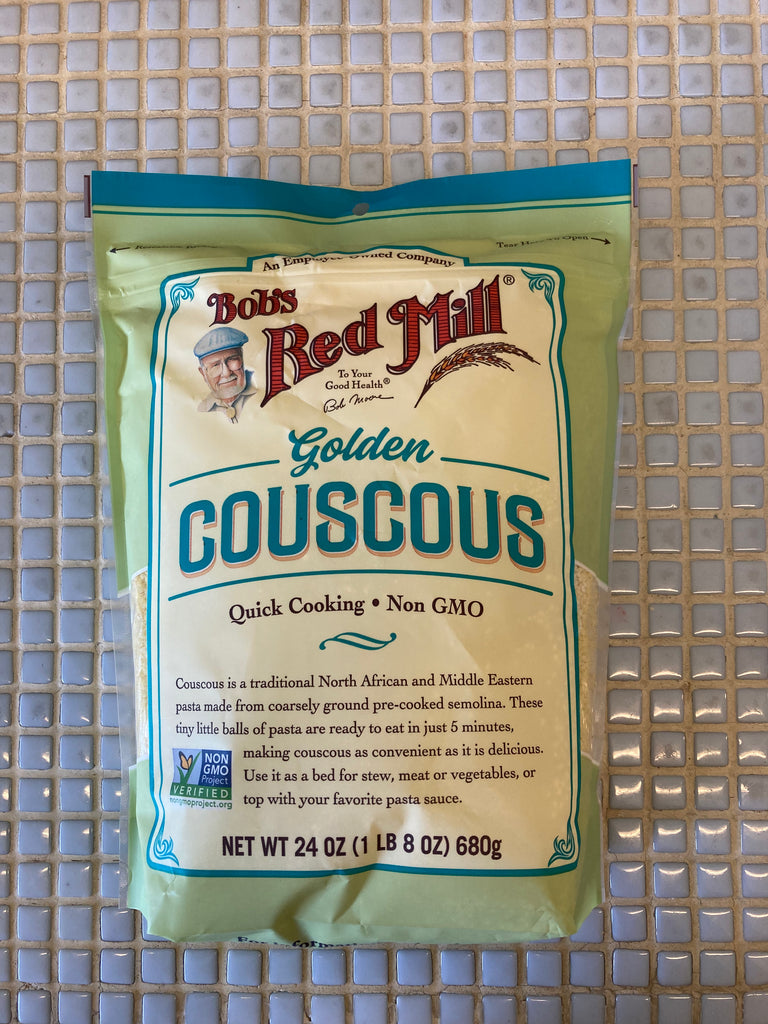 Tear Here to Open
An Employee-Owned Company
Bob's
Red Mill®
To Your
Good Health®
Bob Moore
Golden
COUSCOUS
Quick Cooking • Non GMO
Couscous is a traditional North African and Middle Eastern
pasta made from coarsely ground pre-cooked semolina. These
tiny little balls of pasta are ready to eat in just 5 minutes,
making couscous as convenient as it is delicious.
Use it as a bed for stew, meat or vegetables, or
top with your favorite pasta sauce.
NON
GMO
Project
VERIFIED
nongmoproject.org
NET WT 24 OZ (1 LB 8 OZ) 680g